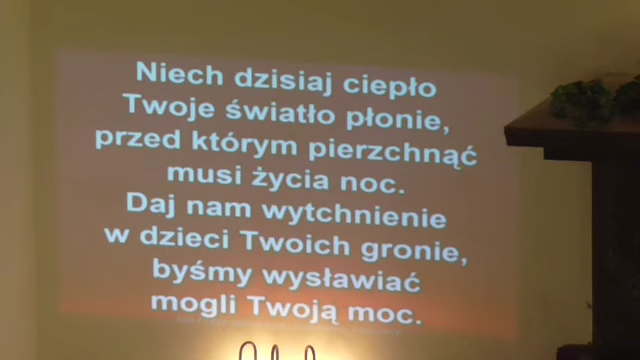 Niech dzisiaj ciepło
Twoje światło płonie,
przed którym pierzchnąć
musi życia noc.
Daj nam wytchnienie
w dzieci Twoich gronie,
byśmy wysławiać
mogli Twoją moc.